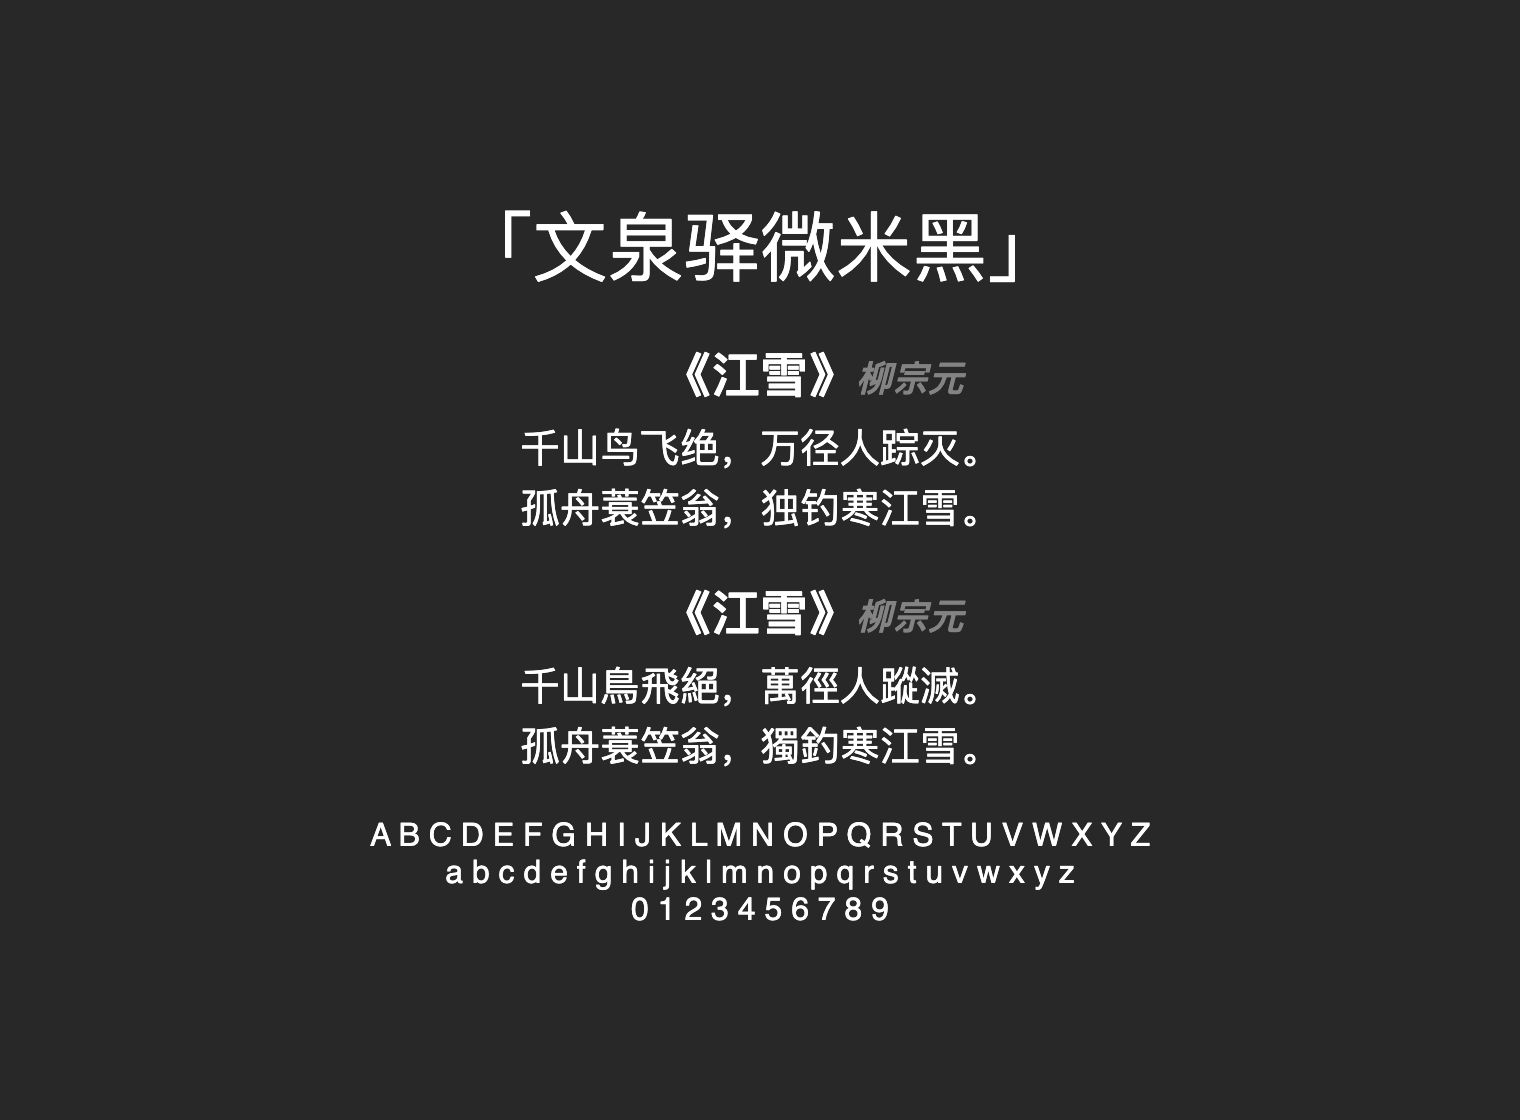 「文泉驿微米黑」
《江雪》 柳宗元
千山鸟飞绝，万径人踪灭。
孤舟蓑笠翁，独钓寒江雪。
《江雪》 柳宗元
千山鳥飛絕，萬徑人蹤滅。
孤舟蓑笠翁，獨釣寒江雪。
A B C D E F G H I J K L M N O P Q R S T U V W X Y Z
a b c d e f g h i j k l m n o p q r s t u v w x y z
0 1 2 3 4 5 6 7 8 9